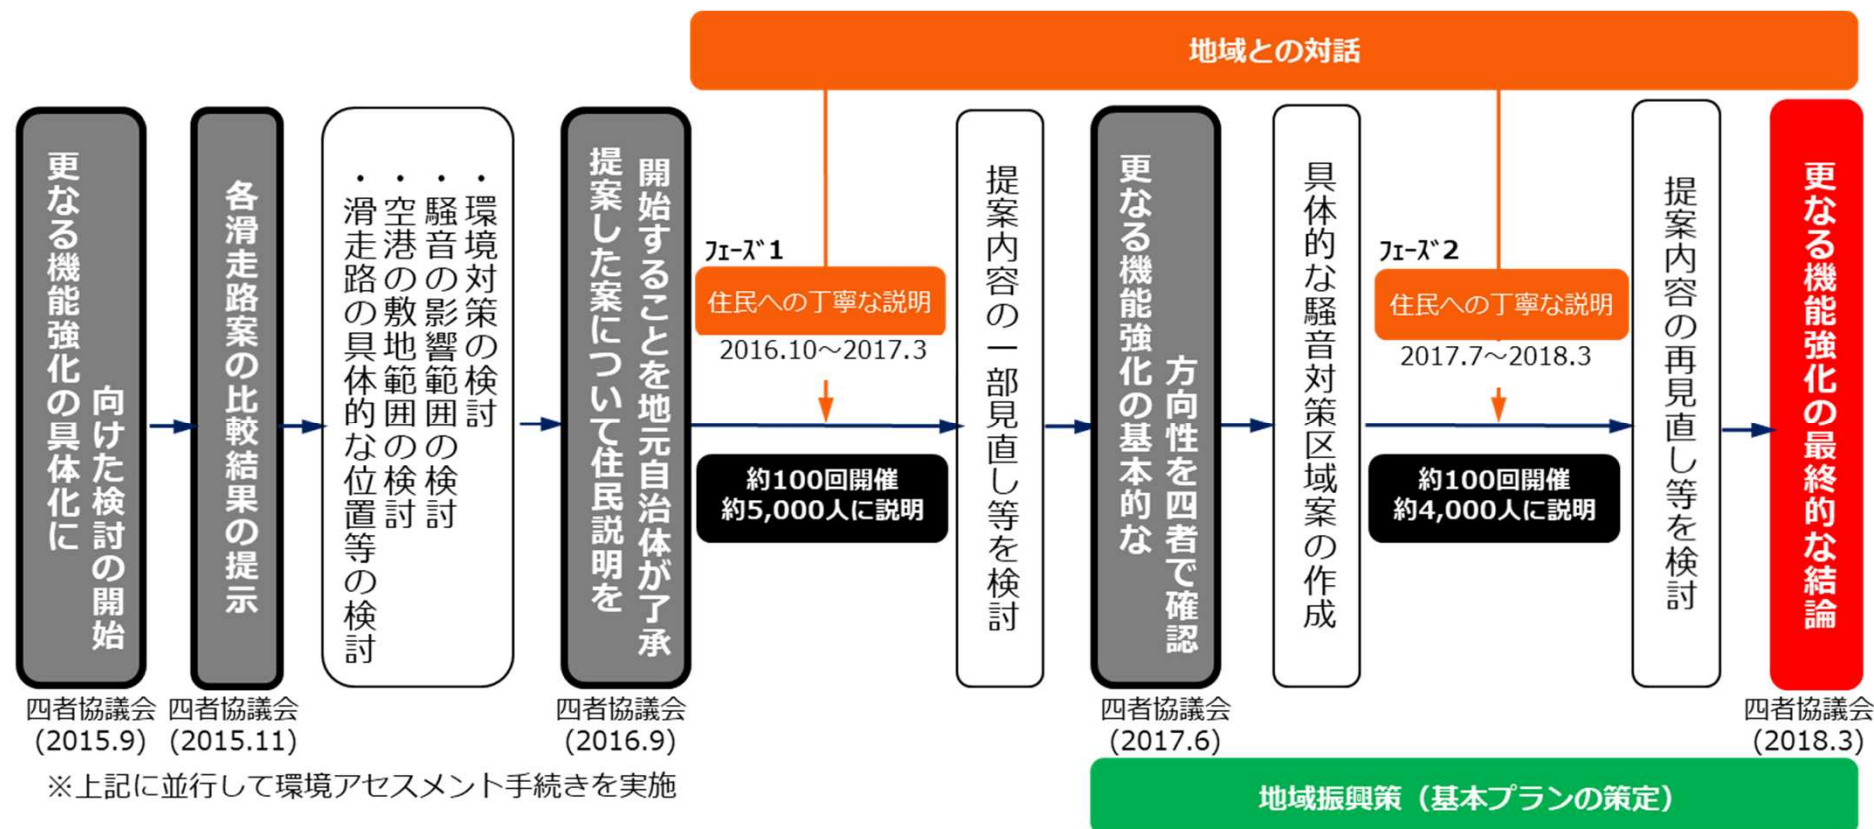 地域との対話
更なる機能強化の具体化に
向けた検討の開始
四者協議会
(2015.9)
各滑走路案の比較結果の提示
四者協議会
(2015.11)
・滑走路の具体的な位置等の検討
・空港の敷地範囲の検討
・騒音の影響範囲の検討
・環境対策の検討
提案した案について住民説明を
開始することを地元自治体が了承
四者協議会
(2016.9)
ﾌｪｰｽﾞ1
住民への丁寧な説明
2016.10～2017.3
約100回開催
約5,000人に説明
提案内容の一部見直し等を検討
更なる機能強化の基本的な
方向性を四者で確認
四者協議会
(2017.6)
具体的な騒音対策区域案の作成
ﾌｪｰｽﾞ2
住民への丁寧な説明
2017.7～2018.3
約100回開催
約4,000人に説明
提案内容の再見直し等を検討
更なる機能強化の最終的な結論
四者協議会
(2018.3)
※上記に並行して環境アセスメント手続きを実施
地域振興策（基本プランの策定）